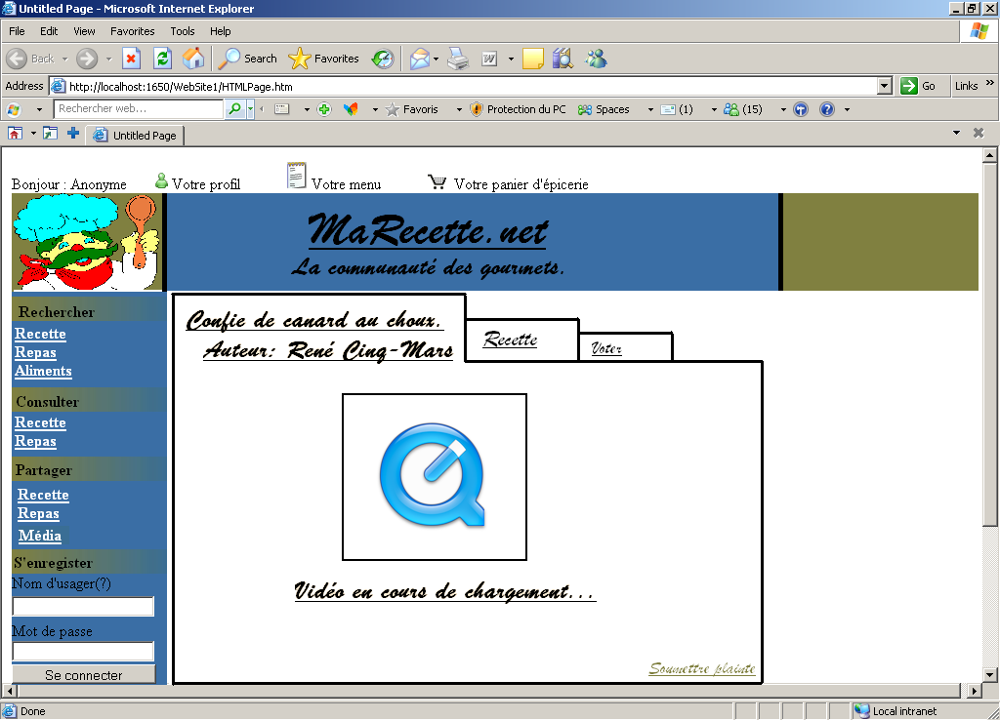 Untitled Page - Microsoft Internet Explorer
File Edit View Favorites Tools Help
Back Search Favorites
Address http://localhost:1650/WebSite1/HTMLPage.htm Go Links »
Rechercher web... Favoris Protection du PC Spaces (1) (15)
Untitled Page
Bonjour : Anonyme Votre profil Votre menu Votre panier d'épicerie
MaRecette.net
La communauté des gourmets.
Rechercher
Recette
Repas
Aliments
Consulter
Recette
Repas
Partager
Recette
Repas
Média
S'enregister
Nom d'usager(?)
Mot de passe
Se connecter
Confie de canard au choux.
Auteur: René Cinq-Mars
Recette
Voter
Vidéo en cours de chargement...
Soumettre plainte
Done Local intranet